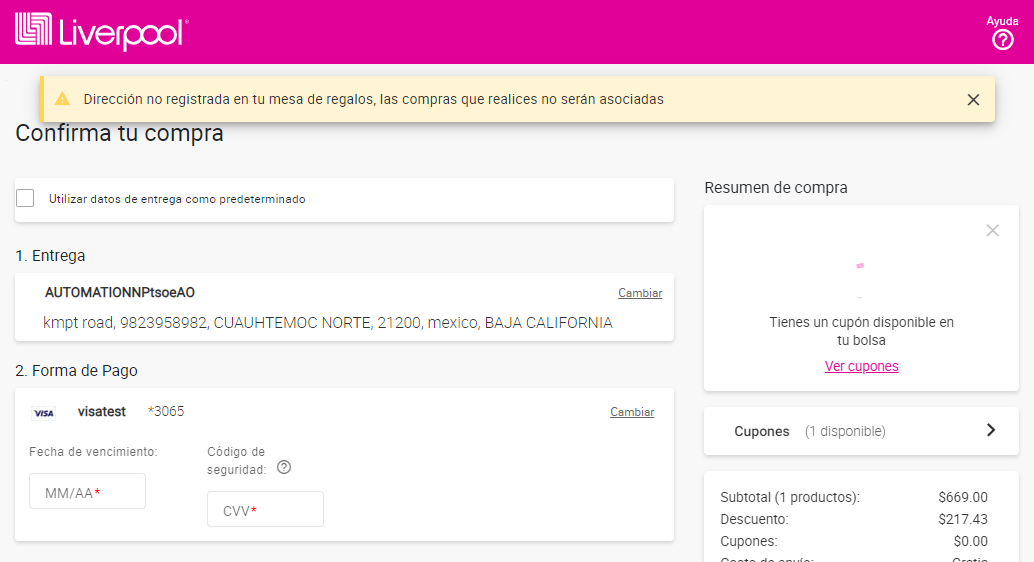 Liverpool
Ayuda
Dirección no registrada en tu mesa de regalos, las compras que realices no serán asociadas
Confirma tu compra
Utilizar datos de entrega como predeterminado
1. Entrega
AUTOMATIONNPtsoeAO
Cambiar
kmpt road, 9823958982, CUAUHTEMOC NORTE, 21200, mexico, BAJA CALIFORNIA
2. Forma de Pago
VISA visatest *3065
Cambiar
Fecha de vencimiento:
MM/AA*
Código de
seguridad:
CVV*
Resumen de compra
Tienes un cupón disponible en
tu bolsa
Ver cupones
Cupones (1 disponible)
Subtotal (1 productos): $669.00
Descuento: $217.43
Cupones: $0.00
Costo de envío: Gratis